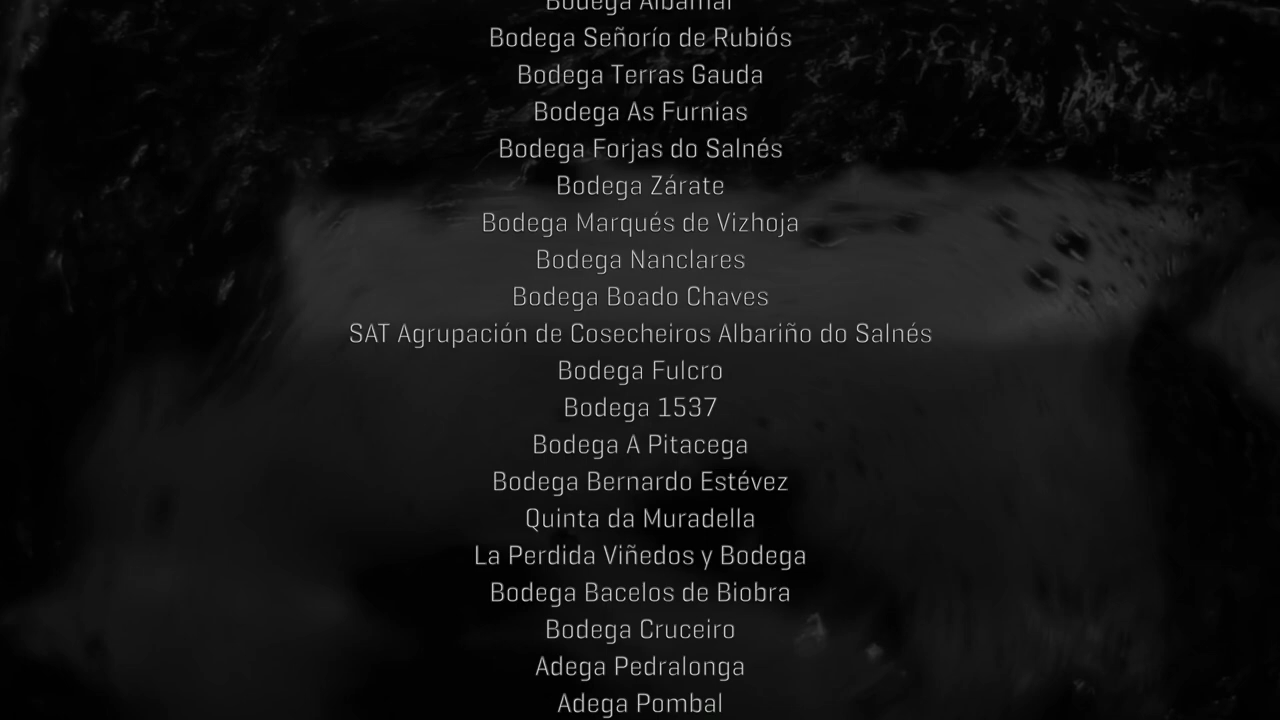 Bodega Albamar
Bodega Señorío de Rubiós
Bodega Terras Gauda
Bodega As Furnias
Bodega Forjas do Salnés
Bodega Zárate
Bodega Marqués de Vizhoja
Bodega Nanclares
Bodega Boado Chaves
SAT Agrupación de Cosecheiros Albariño do Salnés
Bodega Fulcro
Bodega 1537
Bodega A Pitacega
Bodega Bernardo Estévez
Quinta da Muradella
La Perdida Viñedos y Bodega
Bodega Bacelos de Biobra
Bodega Cruceiro
Adega Pedralonga
Adega Pombal